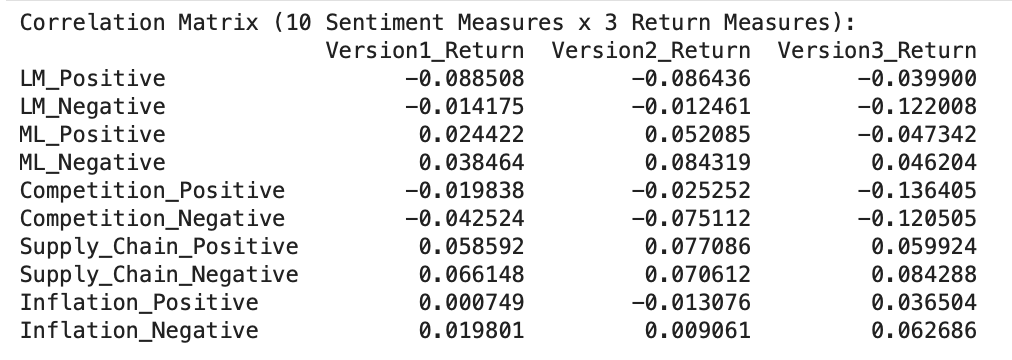 Correlation Matrix (10 Sentiment Measures x 3 Return Measures):
Version1_Return Version2_Return Version3_Return
LM_Positive -0.088508 -0.086436 -0.039900
LM_Negative -0.014175 -0.012461 -0.122008
ML_Positive 0.024422 0.052085 -0.047342
ML_Negative 0.038464 0.084319 0.046204
Competition_Positive -0.019838 -0.025252 -0.136405
Competition_Negative -0.042524 -0.075112 -0.120505
Supply_Chain_Positive 0.058592 0.077086 0.059924
Supply_Chain_Negative 0.066148 0.070612 0.084288
Inflation_Positive 0.000749 -0.013076 0.036504
Inflation_Negative 0.019801 0.009061 0.062686